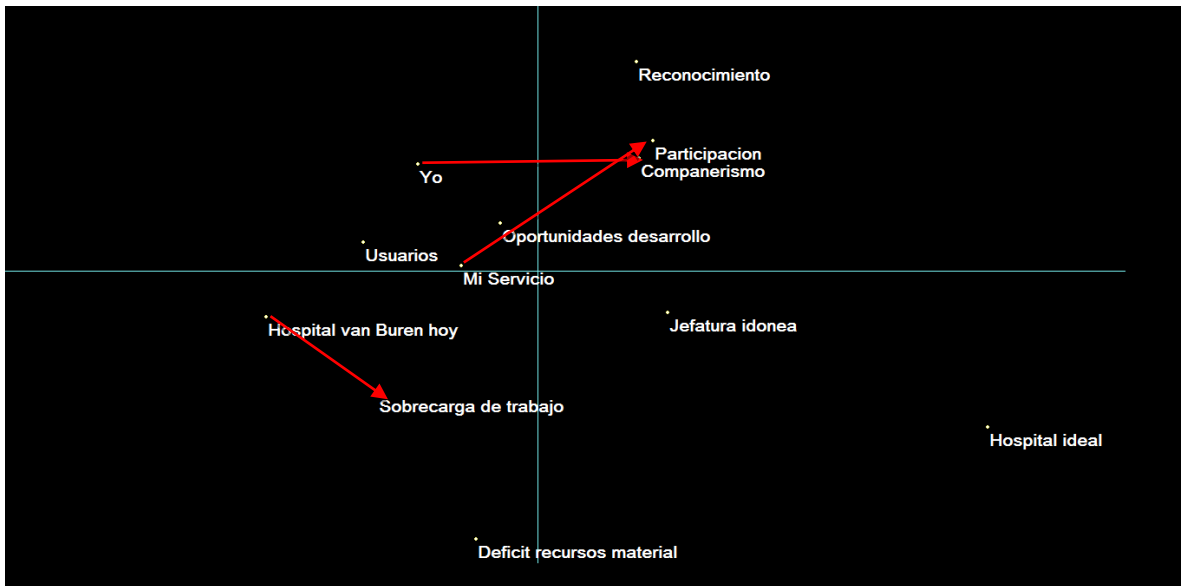 Reconocimiento
Participacion
Companerismo
Yo
Oportunidades desarrollo
Usuarios
Mi Servicio
Hospital van Buren hoy
Jefatura idonea
Sobrecarga de trabajo
Hospital ideal
Deficit recursos material